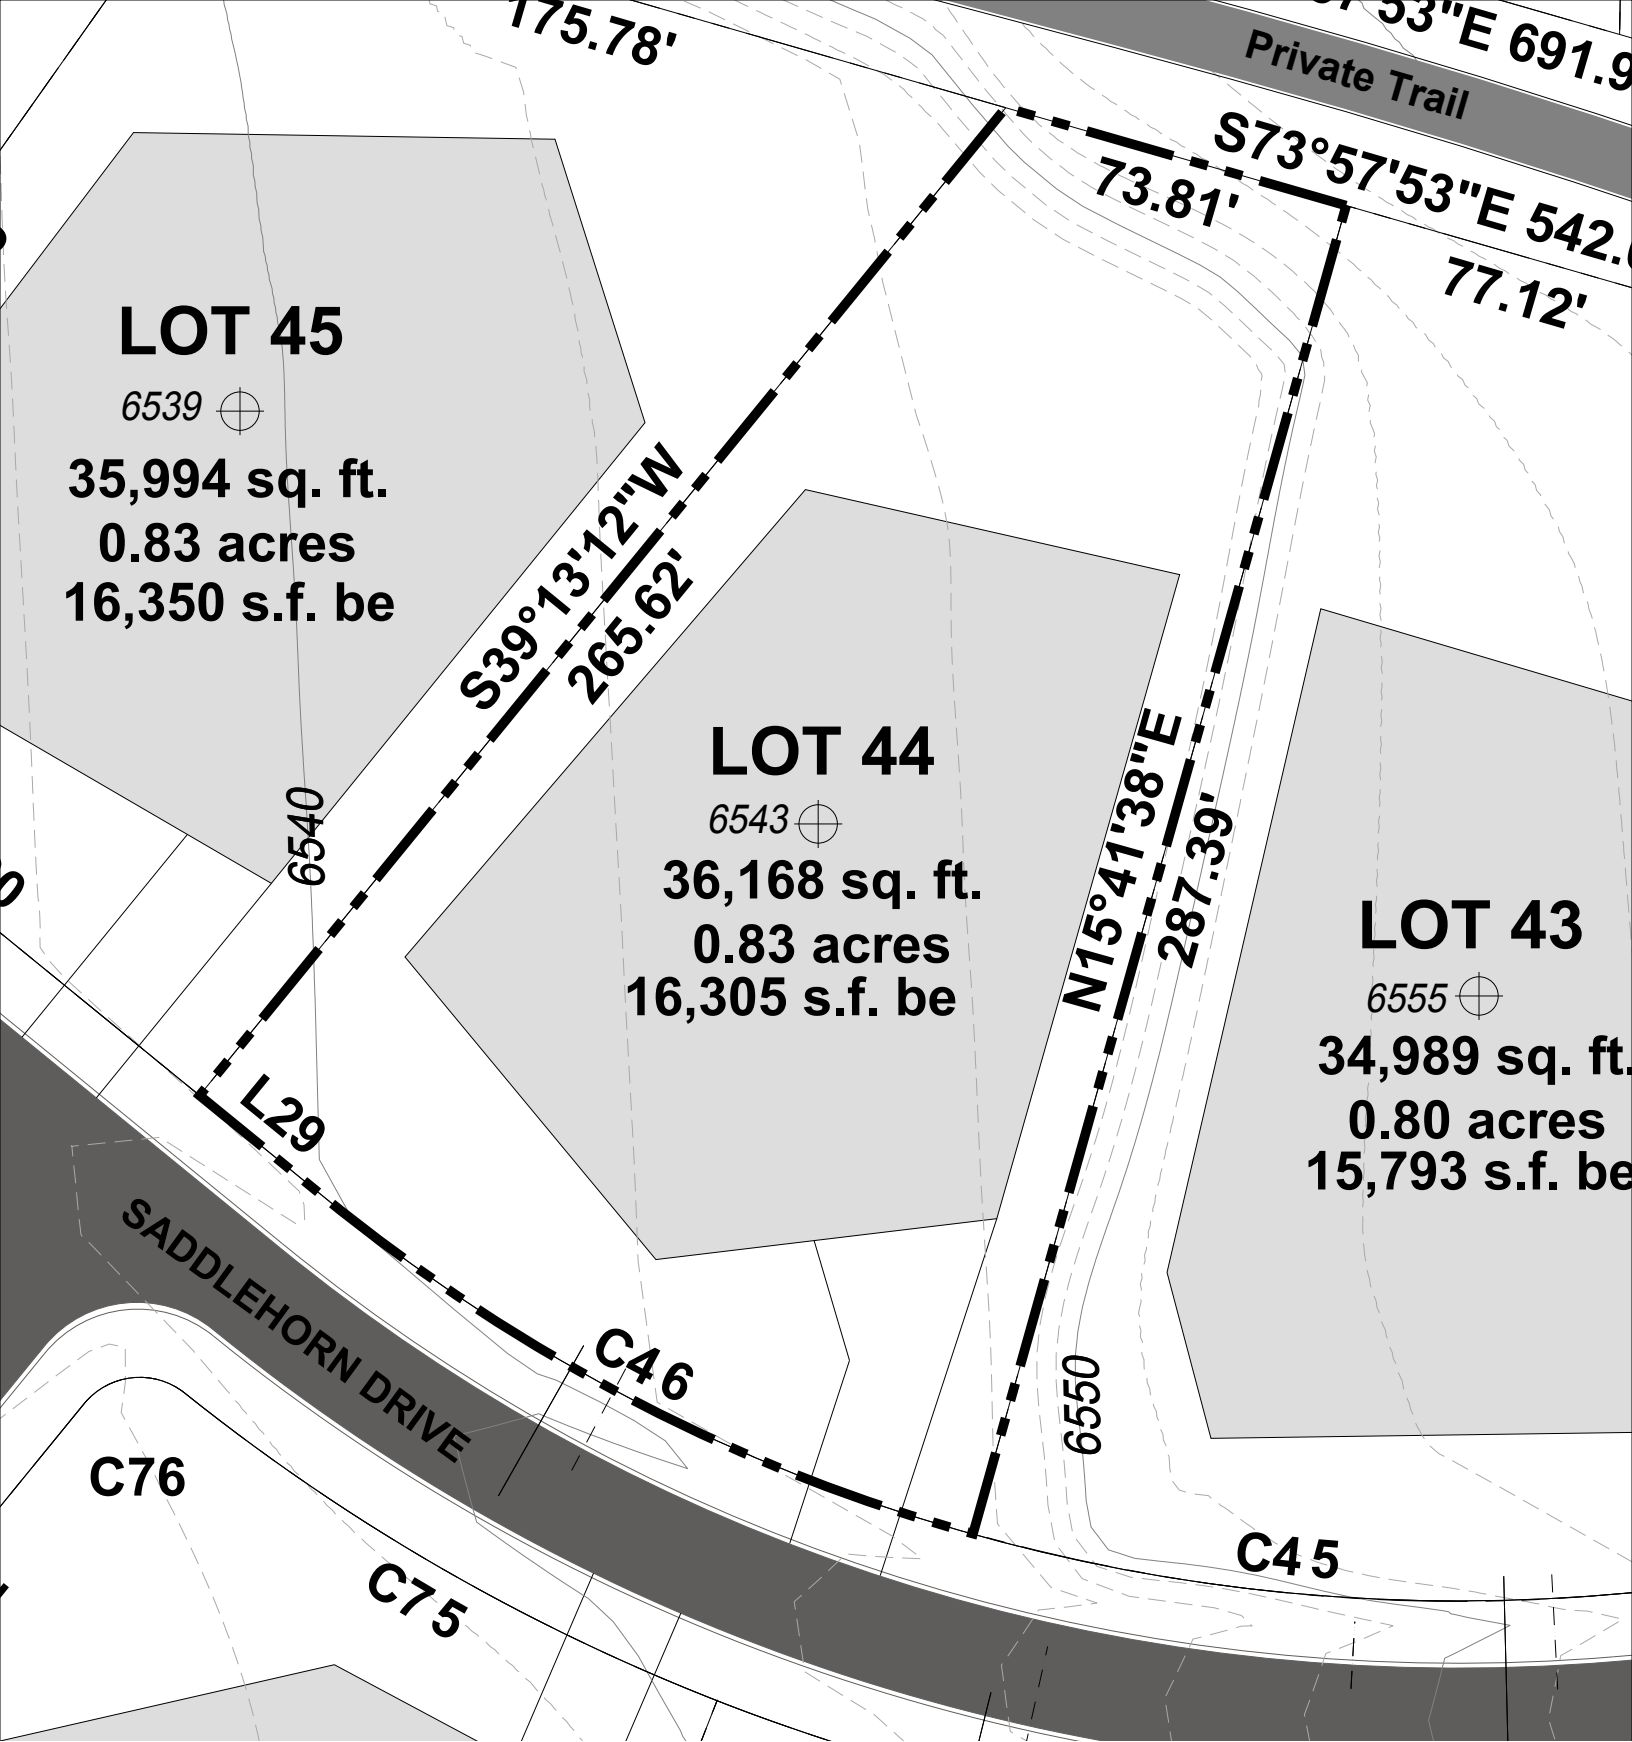 175.78'
53"E 691.9
Private Trail
S73°57'53"E 542.
73.81'
77.12'
LOT 45
6539
35,994 sq. ft.
0.83 acres
16,350 s.f. be
S39°13'12"W
265.62'
6540
LOT 44
6543
36,168 sq. ft.
0.83 acres
16,305 s.f. be
N15°41'38"E
287.39'
LOT 43
6555
34,989 sq. ft.
0.80 acres
15,793 s.f. be
L29
SADDLEHORN DRIVE
C46
6550
C45
C76
C75